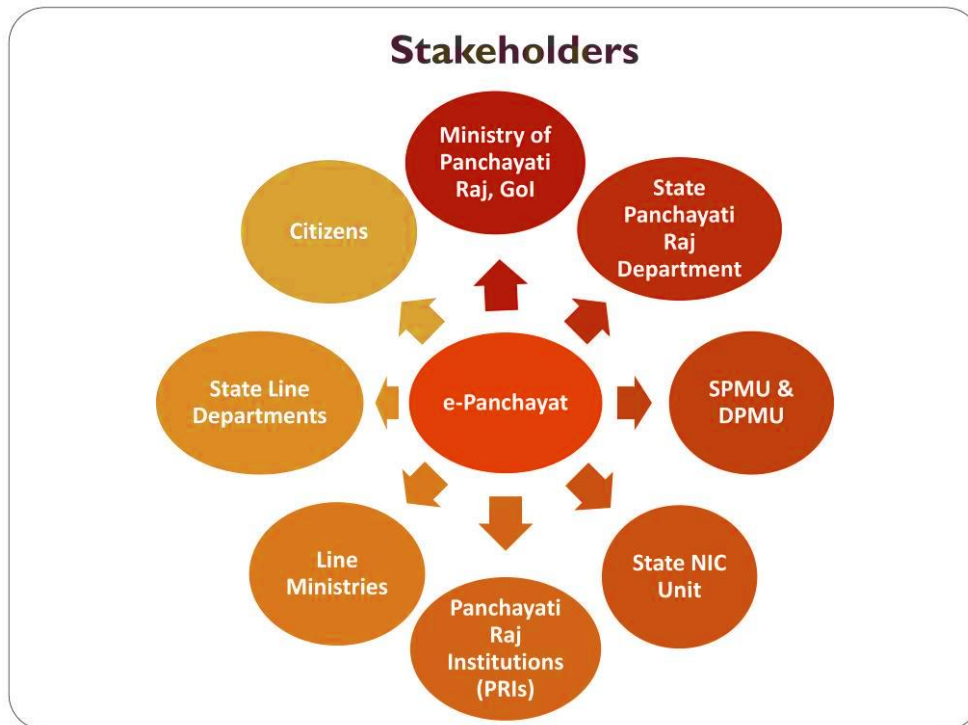 Stakeholders
Ministry of
Panchayati
Raj, GoI
State
Panchayati
Raj
Department
SPMU &
DPMU
State NIC
Unit
Panchayati
Raj
Institutions
(PRIs)
Line
Ministries
State Line
Departments
Citizens
e-Panchayat